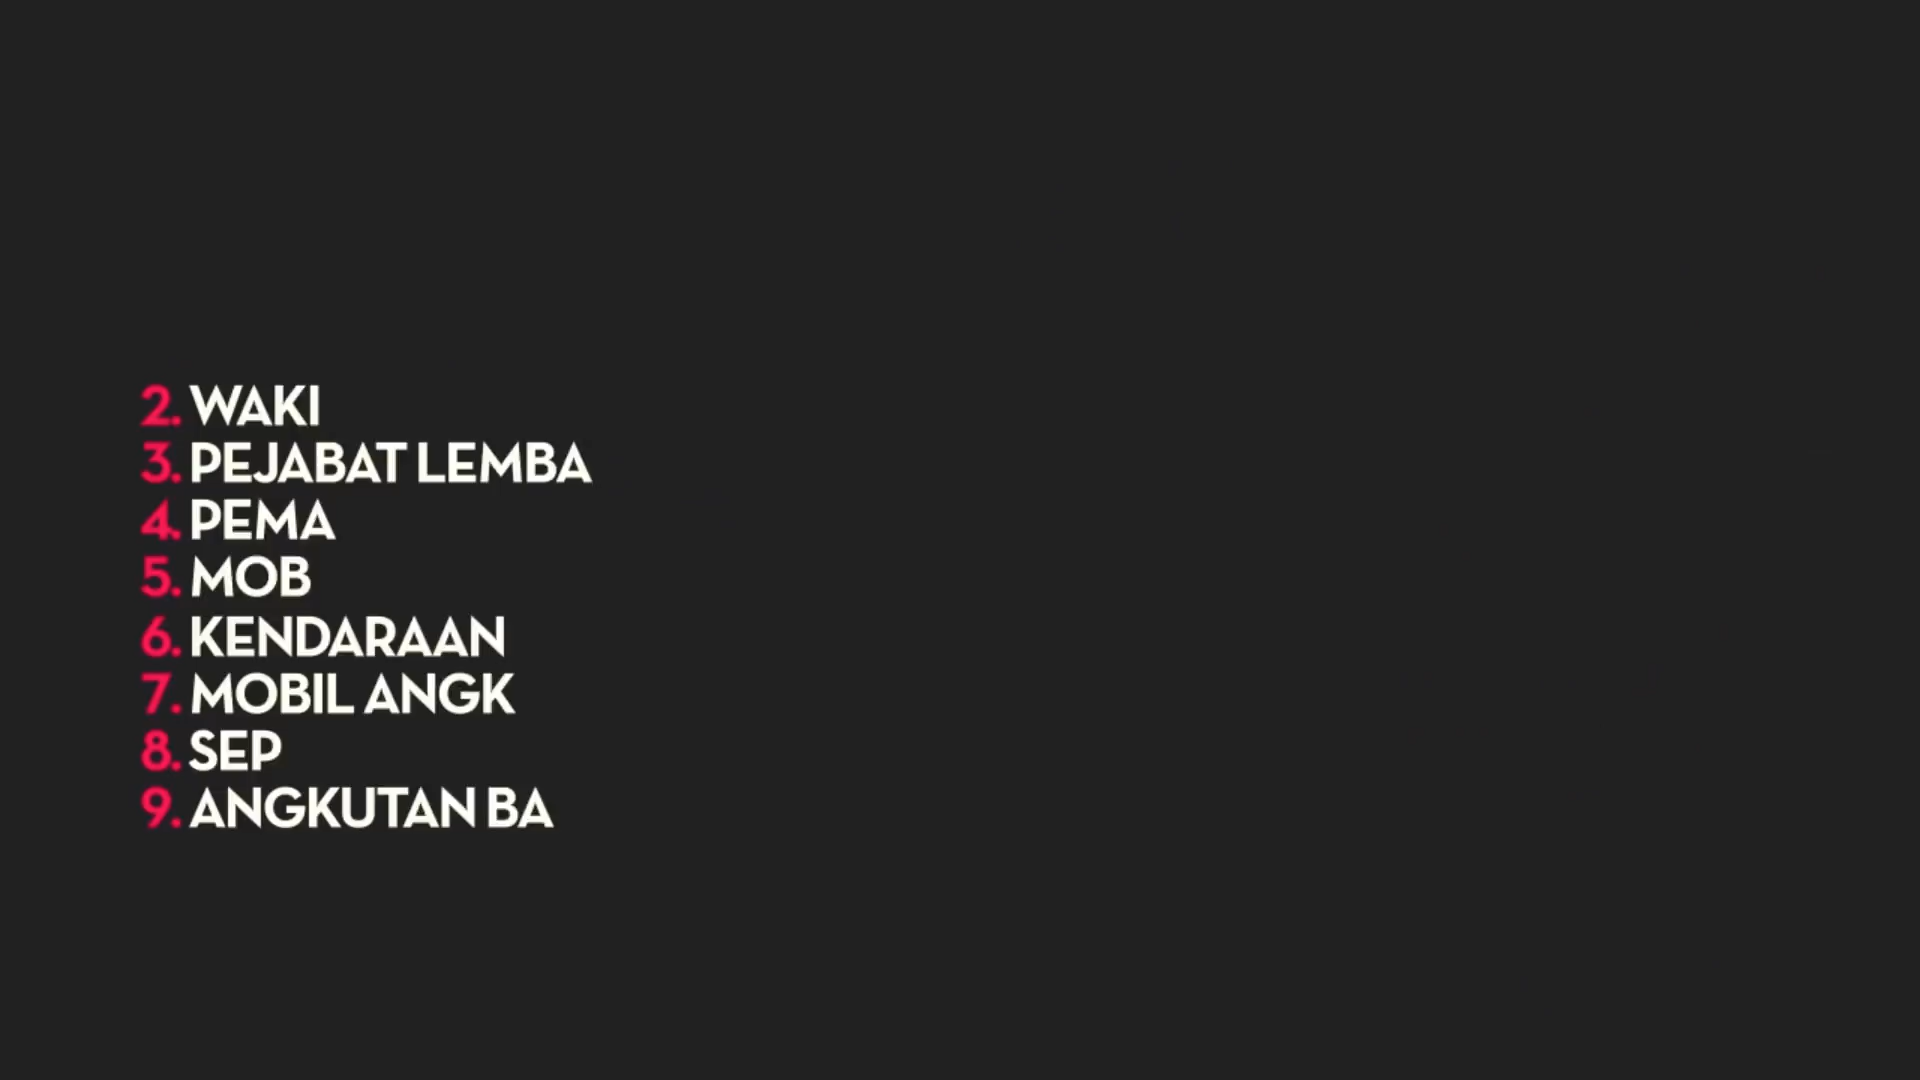 2. WAKI
3. PEJABAT LEMBA
4. PEMA
5. MOB
6. KENDARAAN
7. MOBIL ANGK
8. SEP
9. ANGKUTAN BA